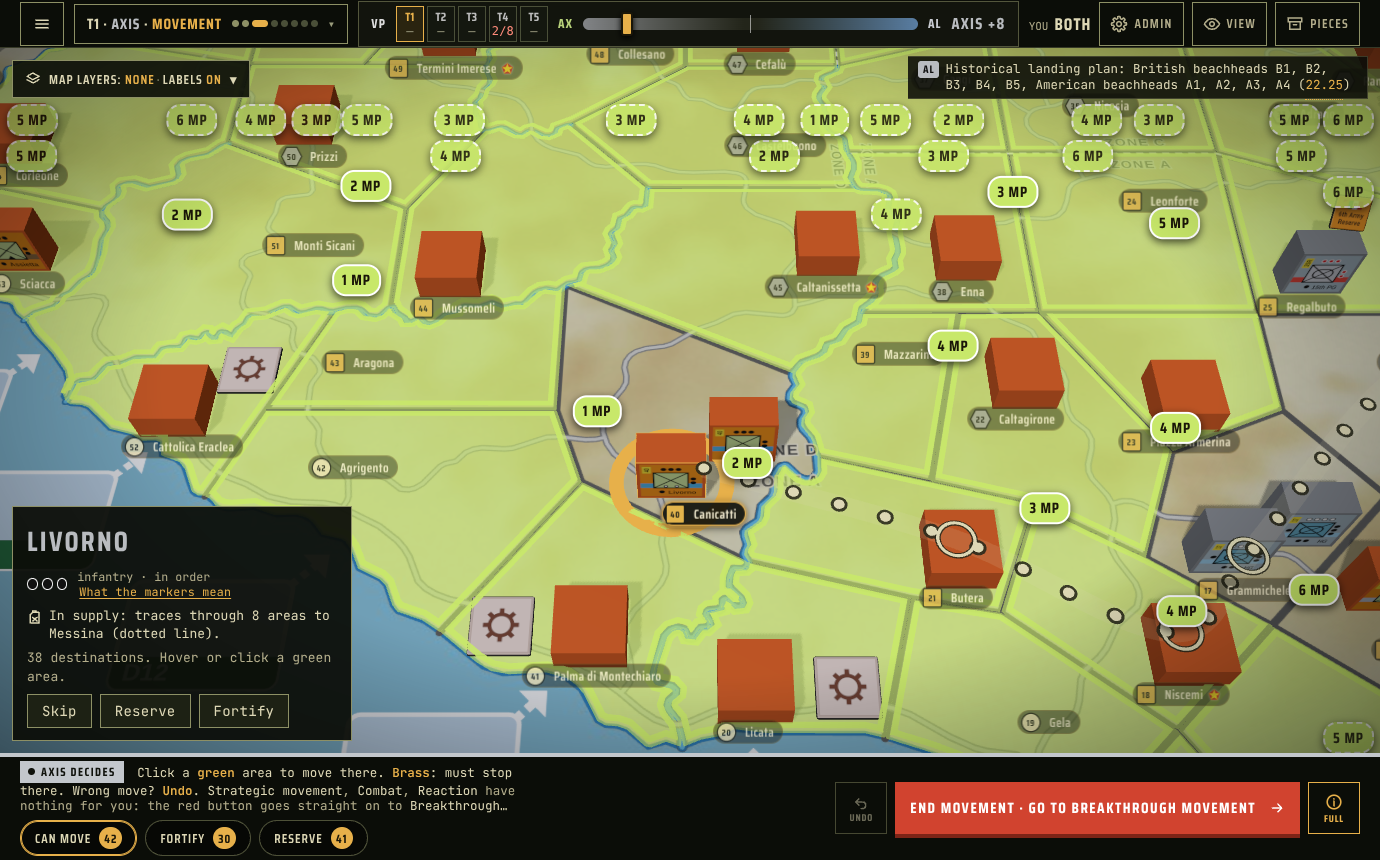 T1 · AXIS · MOVEMENT
VP
T1
–
T2
–
T3
–
T4
2/8
T5
–
AX
AL
AXIS +8
YOU BOTH
ADMIN
VIEW
PIECES
MAP LAYERS: NONE · LABELS ON
AL
Historical landing plan: British beachheads B1, B2,
B3, B4, B5, American beachheads A1, A2, A3, A4 (22.25)
49 Termini Imerese
48 Collesano
47 Cefalù
5 MP
6 MP
4 MP
3 MP
5 MP
3 MP
3 MP
4 MP
1 MP
5 MP
2 MP
4 MP
3 MP
5 MP
6 MP
5 MP
50 Prizzi
4 MP
46
2 MP
3 MP
6 MP
5 MP
ZONE A
Corleone
2 MP
3 MP
24 Leonforte
6 MP
2 MP
4 MP
5 MP
51 Monti Sicani
Sciacca
1 MP
45 Caltanissetta
38 Enna
44 Mussomeli
25 Regalbuto
43 Aragona
39
4 MP
1 MP
22 Caltagirone
52 Cattolica Eraclea
4 MP
23
42 Agrigento
2 MP
40 Canicatti
3 MP
21 Butera
17
6 MP
4 MP
41 Palma di Montechiaro
18 Niscemi
20 Licata
19 Gela
5 MP
LIVORNO
infantry · in order
What the markers mean
In supply: traces through 8 areas to
Messina (dotted line).
38 destinations. Hover or click a green
area.
Skip
Reserve
Fortify
AXIS DECIDES Click a green area to move there. Brass: must stop
there. Wrong move? Undo. Strategic movement, Combat, Reaction have
nothing for you: the red button goes straight on to Breakthrough…
CAN MOVE 42
FORTIFY 30
RESERVE 41
UNDO
END MOVEMENT · GO TO BREAKTHROUGH MOVEMENT
FULL